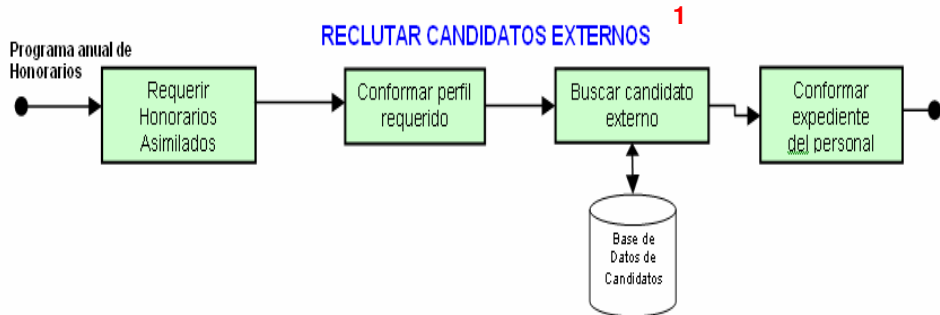 1
RECLUTAR CANDIDATOS EXTERNOS
Programa anual de
Honorarios
Requerir
Honorarios
Asimilados
Conformar perfil
requerido
Buscar candidato
externo
Conformar
expediente
del personal
Base de
Datos de
Candidatos